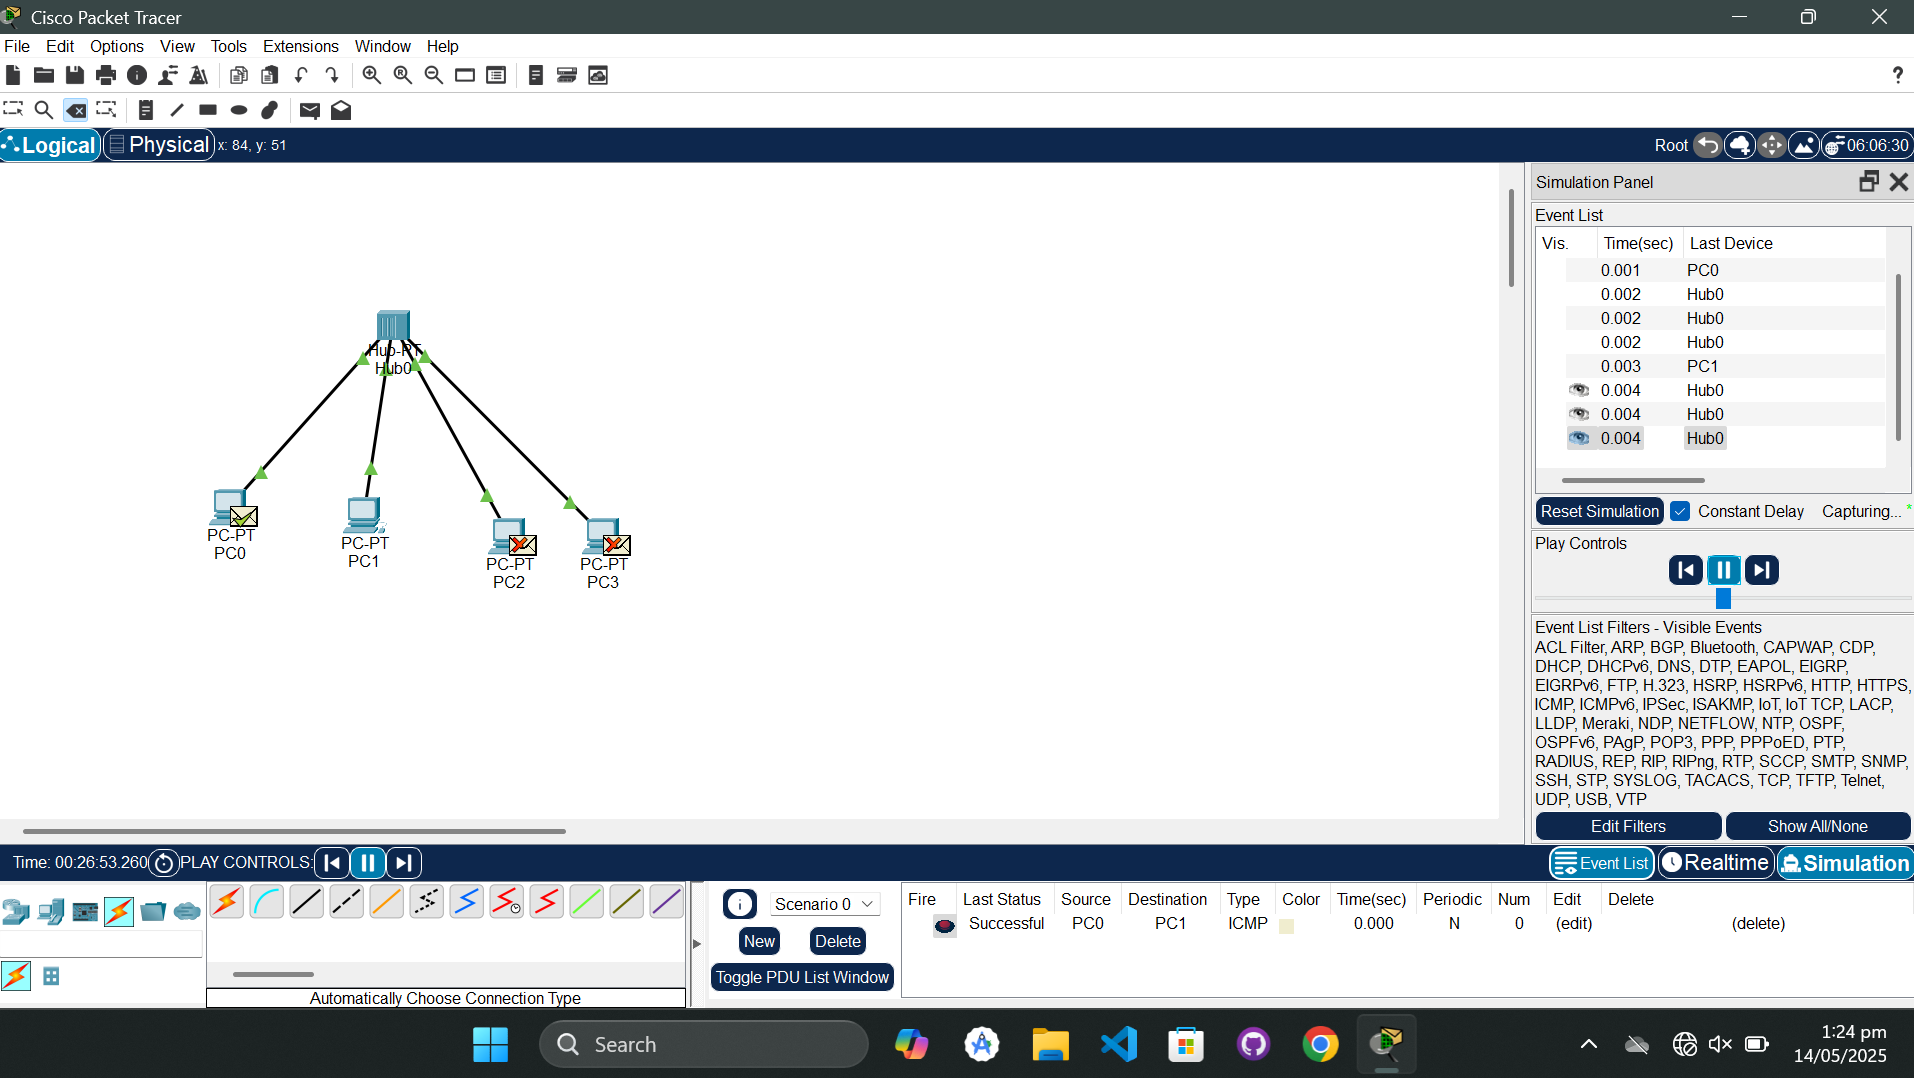 Cisco Packet Tracer
File Edit Options View Tools Extensions Window Help
?
Logical Physical x: 84, y: 51 Root 06:06:30
Simulation Panel
Event List
Vis. Time(sec) Last Device
0.001 PC0
0.002 Hub0
0.002 Hub0
0.002 Hub0
0.003 PC1
0.004 Hub0
0.004 Hub0
0.004 Hub0
Reset Simulation Constant Delay Capturing... *
Play Controls
Event List Filters - Visible Events
ACL Filter, ARP, BGP, Bluetooth, CAPWAP, CDP,
DHCP, DHCPv6, DNS, DTP, EAPOL, EIGRP,
EIGRPv6, FTP, H.323, HSRP, HSRPv6, HTTP, HTTPS,
ICMP, ICMPv6, IPSec, ISAKMP, IoT, IoT TCP, LACP,
LLDP, Meraki, NDP, NETFLOW, NTP, OSPF,
OSPFv6, PAgP, POP3, PPP, PPPoED, PTP,
RADIUS, REP, RIP, RIPng, RTP, SCCP, SMTP, SNMP,
SSH, STP, SYSLOG, TACACS, TCP, TFTP, Telnet,
UDP, USB, VTP
Edit Filters Show All/None
Hub-PT
Hub0
PC-PT
PC0
PC-PT
PC1
PC-PT
PC2
PC-PT
PC3
Time: 00:26:53.260 PLAY CONTROLS: Event List Realtime Simulation
Automatically Choose Connection Type
Scenario 0
New Delete
Toggle PDU List Window
Fire Last Status Source Destination Type Color Time(sec) Periodic Num Edit Delete
Successful PC0 PC1 ICMP 0.000 N 0 (edit) (delete)
Search
1:24 pm
14/05/2025